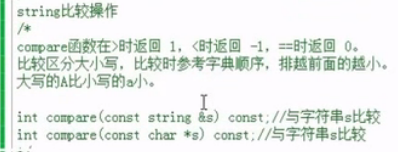 string比较操作
/*
compare函数在>时返回 1，<时返回 -1，==时返回 0。
比较区分大小写，比较时参考字典顺序，排越前面的越小。
大写的A比小写的a小。
int compare(const string &s) const;//与字符串s比较
int compare(const char *s) const;//与字符串s比较